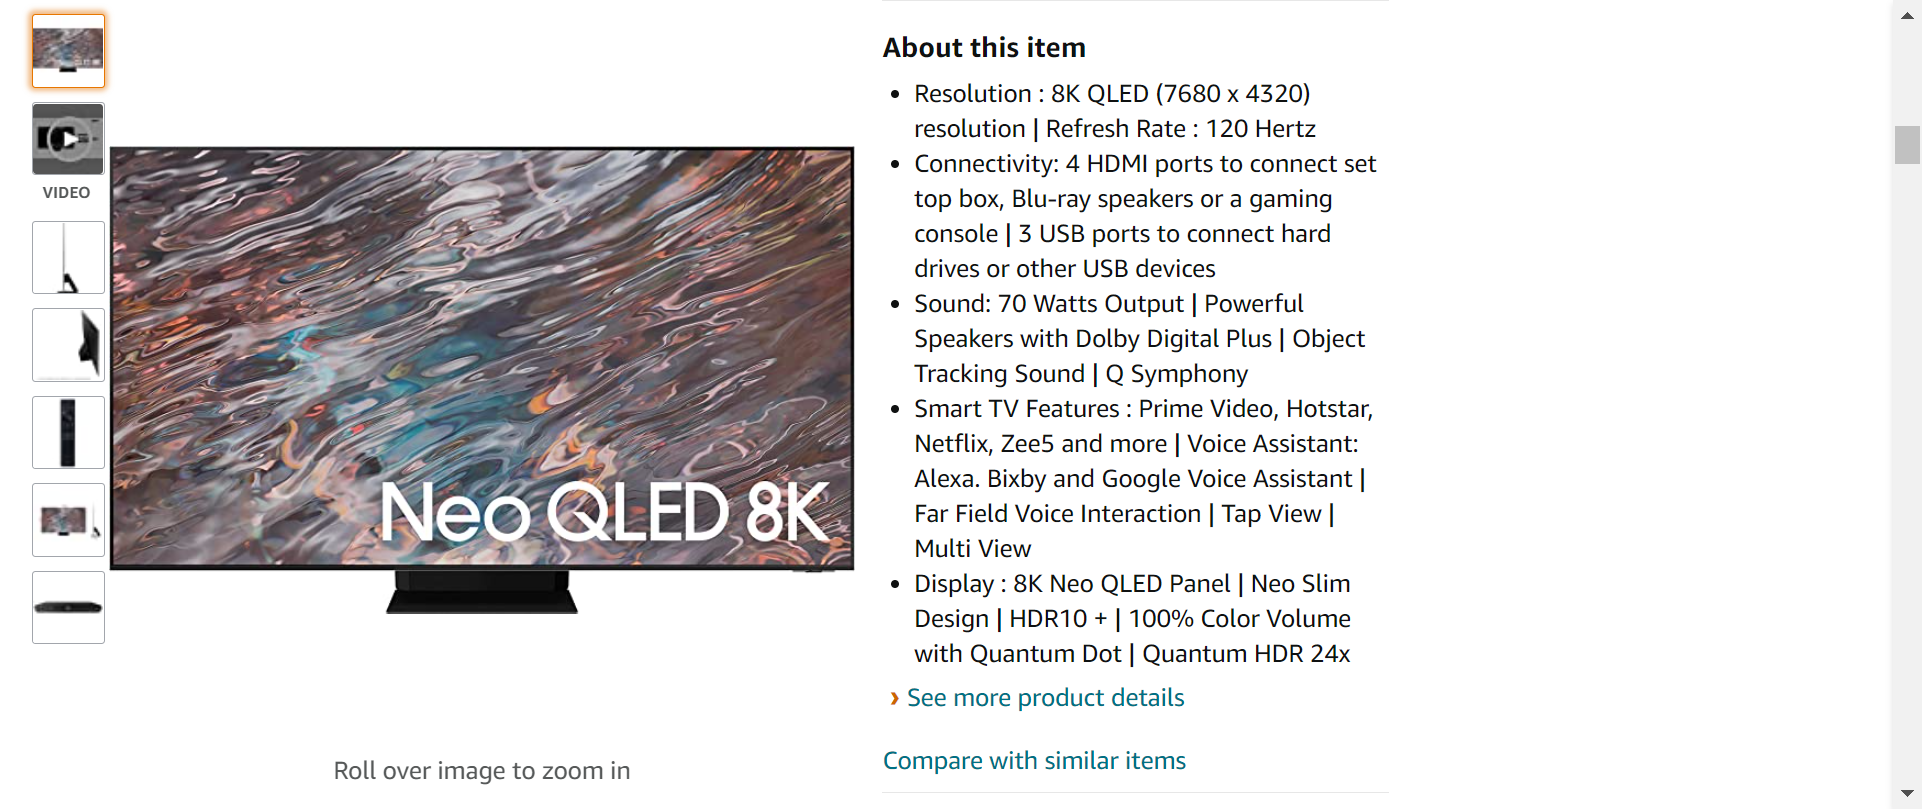 VIDEO
Neo QLED 8K
Roll over image to zoom in
About this item
Resolution : 8K QLED (7680 x 4320)
resolution | Refresh Rate : 120 Hertz
Connectivity: 4 HDMI ports to connect set
top box, Blu-ray speakers or a gaming
console | 3 USB ports to connect hard
drives or other USB devices
Sound: 70 Watts Output | Powerful
Speakers with Dolby Digital Plus | Object
Tracking Sound | Q Symphony
Smart TV Features : Prime Video, Hotstar,
Netflix, Zee5 and more | Voice Assistant:
Alexa. Bixby and Google Voice Assistant |
Far Field Voice Interaction | Tap View |
Multi View
Display : 8K Neo QLED Panel | Neo Slim
Design | HDR10 + | 100% Color Volume
with Quantum Dot | Quantum HDR 24x
› See more product details
Compare with similar items